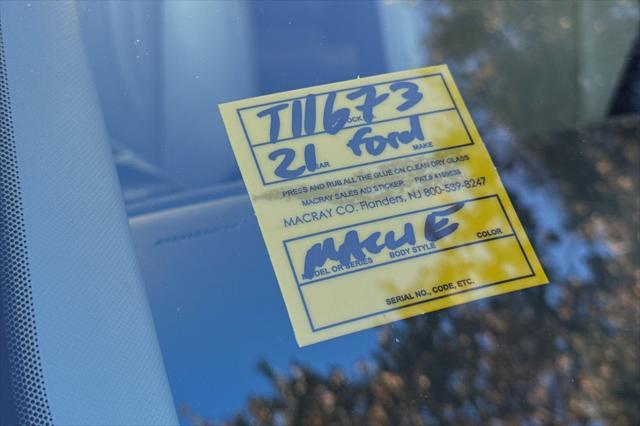 T11673
STOCK
21 Ford
YEAR MAKE
PRESS AND RUB ALL THE GLUE ON CLEAN DRY GLASS
MACRAY SALES AID STICKER PAT.# 4199638
MACRAY CO. Flanders, NJ 800-539-8247
MACH E
MODEL OR SERIES BODY STYLE COLOR
SERIAL NO., CODE, ETC.